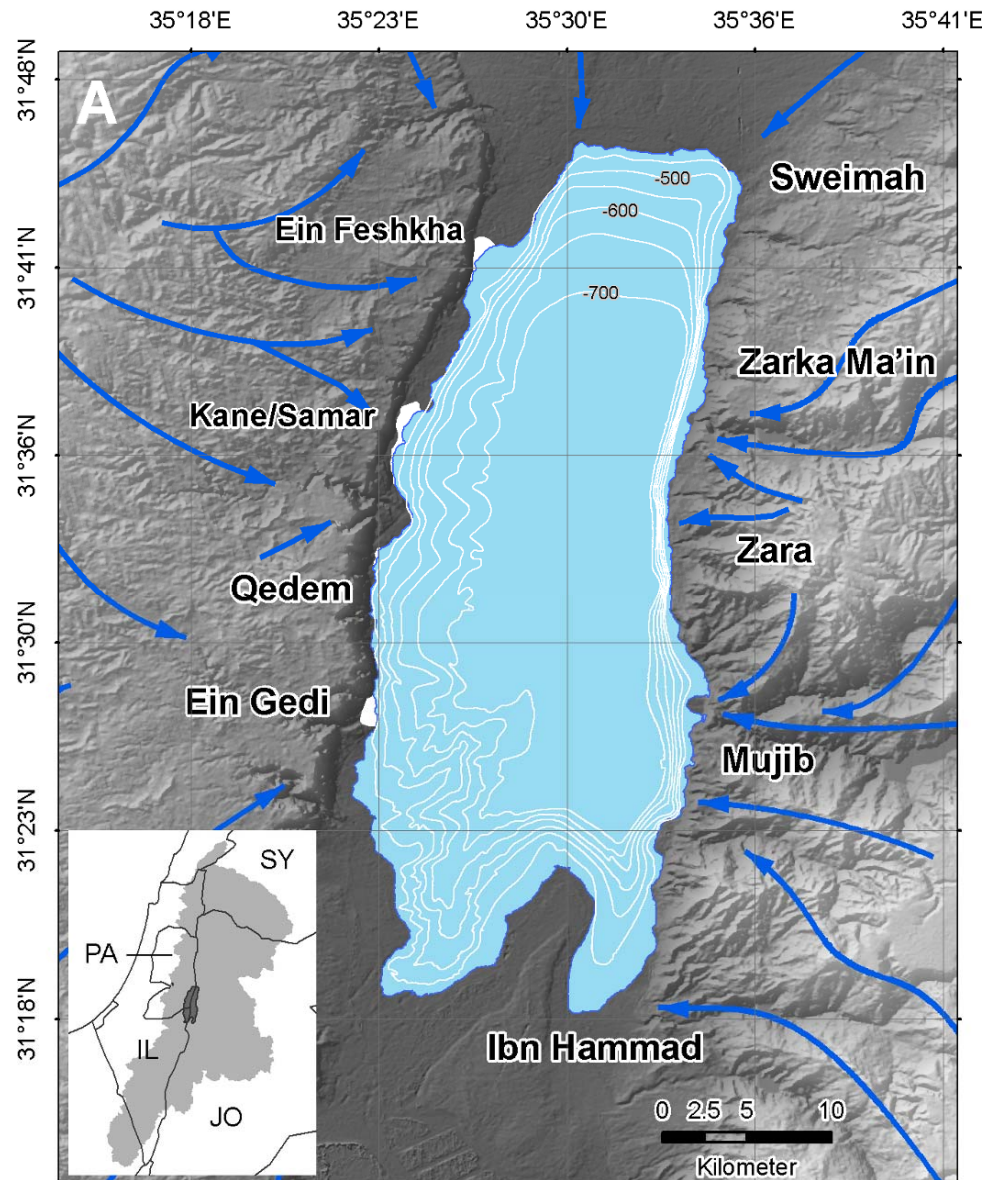 35°18'E
35°23'E
35°30'E
35°36'E
35°41'E
31°48'N
A
Sweimah
-500
-600
Ein Feshkha
31°41'N
-700
Zarka Ma'in
Kane/Samar
31°36'N
Zara
Qedem
31°30'N
Ein Gedi
Mujib
31°23'N
SY
PA
31°18'N
IL
Ibn Hammad
JO
0 2.5 5 10
Kilometer